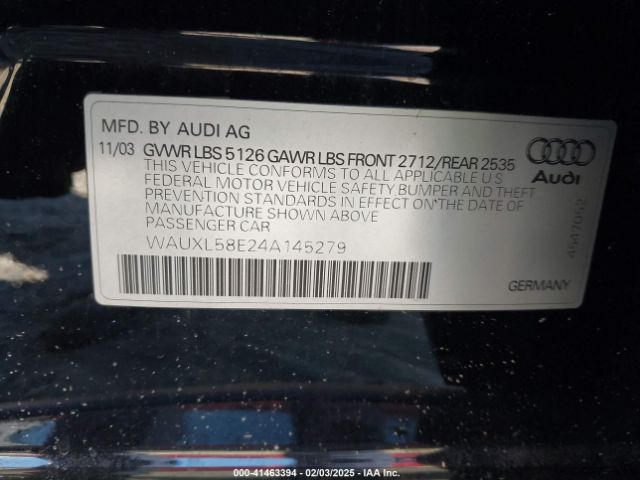 MFD. BY AUDI AG
11/03 GVWR LBS 5126 GAWR LBS FRONT 2712/REAR 2535
THIS VEHICLE CONFORMS TO ALL APPLICABLE U.S
FEDERAL MOTOR VEHICLE SAFETY, BUMPER AND THEFT
PREVENTION STANDARDS IN EFFECT ON THE DATE OF
MANUFACTURE SHOWN ABOVE
PASSENGER CAR
WAUXL58E24A145279
Audi
4547052
GERMANY
000-41463394 - 02/03/2025 - IAA Inc.